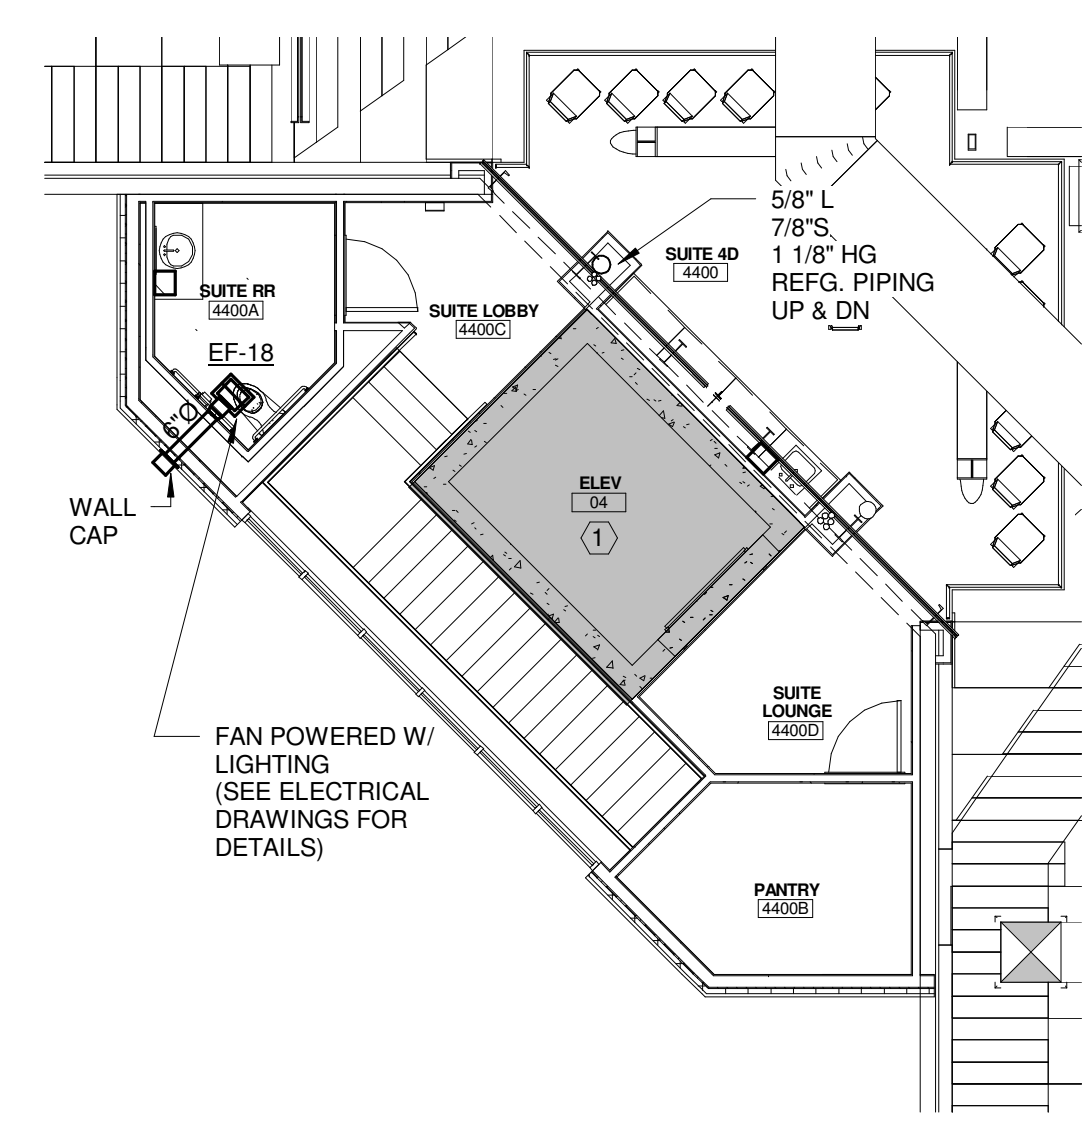 5/8" L
7/8"S
1 1/8" HG
REFG. PIPING
UP & DN
SUITE 4D
4400
SUITE RR
4400A
SUITE LOBBY
4400C
EF-18
6"Ø
WALL
CAP
ELEV
04
1
FAN POWERED W/
LIGHTING
(SEE ELECTRICAL
DRAWINGS FOR
DETAILS)
SUITE
LOUNGE
4400D
PANTRY
4400B